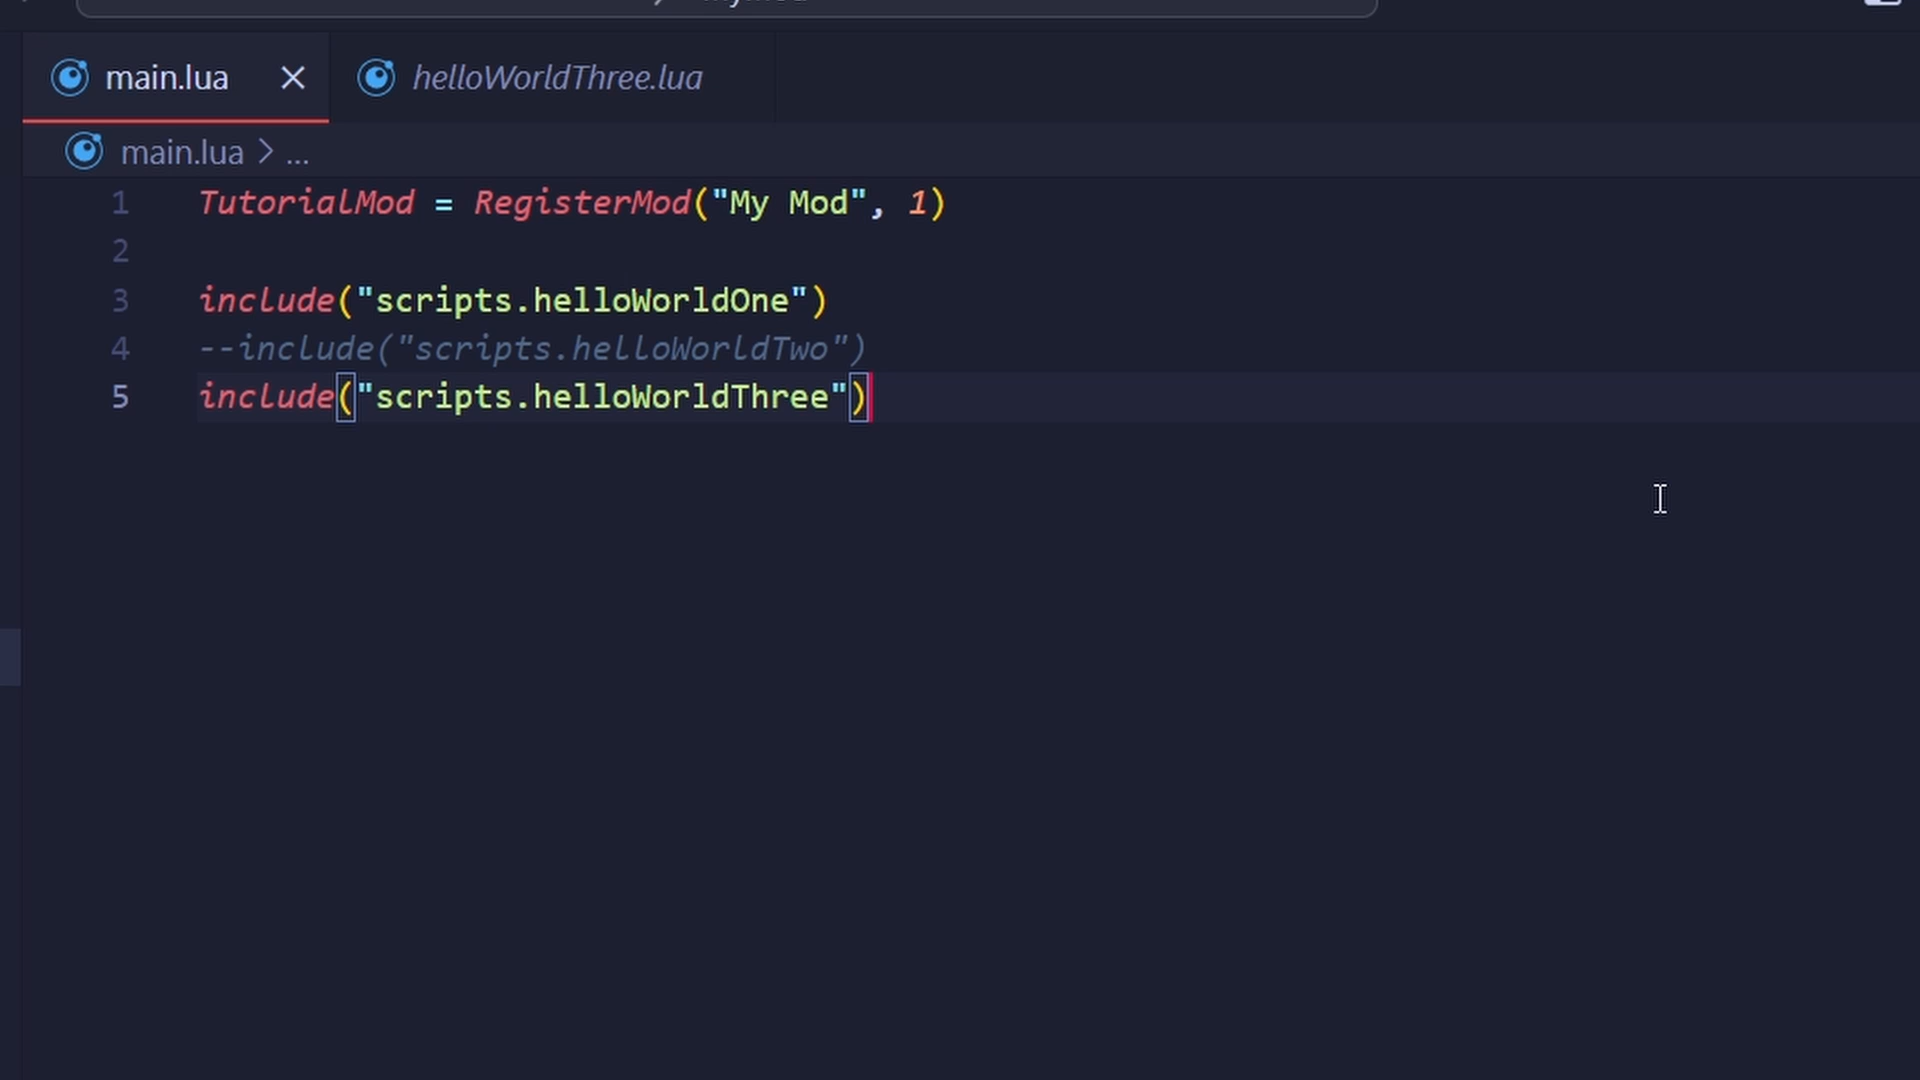 main.lua
helloWorldThree.lua
main.lua > ...
1 TutorialMod = RegisterMod("My Mod", 1)
2
3 include("scripts.helloWorldOne")
4 --include("scripts.helloWorldTwo")
5 include("scripts.helloWorldThree")